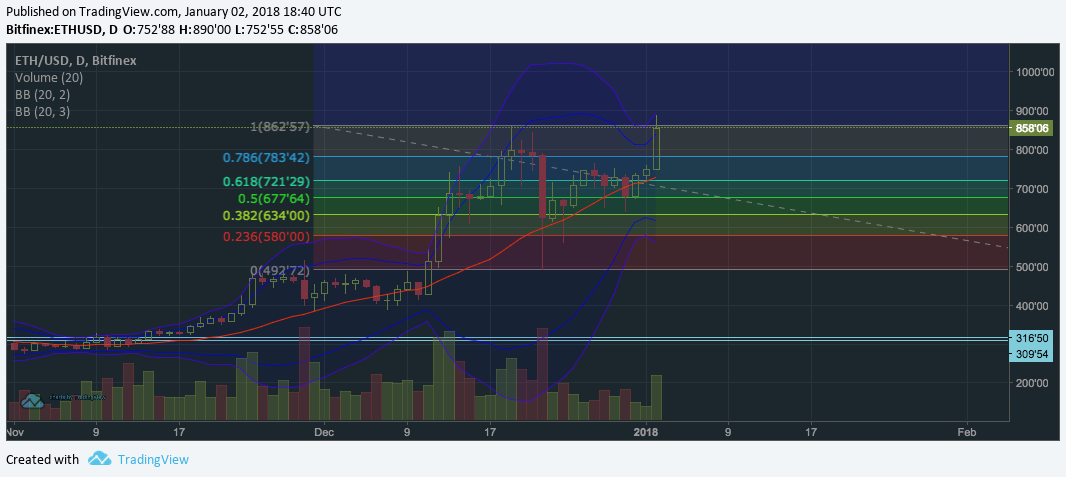 Published on TradingView.com, January 02, 2018 18:40 UTC
Bitfinex:ETHUSD, D O:752'88 H:890'00 L:752'55 C:858'06
ETH/USD, D, Bitfinex
Volume (20)
BB (20, 2)
BB (20, 3)
1000'00
900'00
1(862'57)
858'06
800'00
0.786(783'42)
0.618(721'29)
700'00
0.5(677'64)
0.382(634'00)
600'00
0.236(580'00)
500'00
0(492'72)
400'00
316'50
309'54
200'00
Nov 9 17 Dec 9 17 2018 9 17 Feb
Created with TradingView